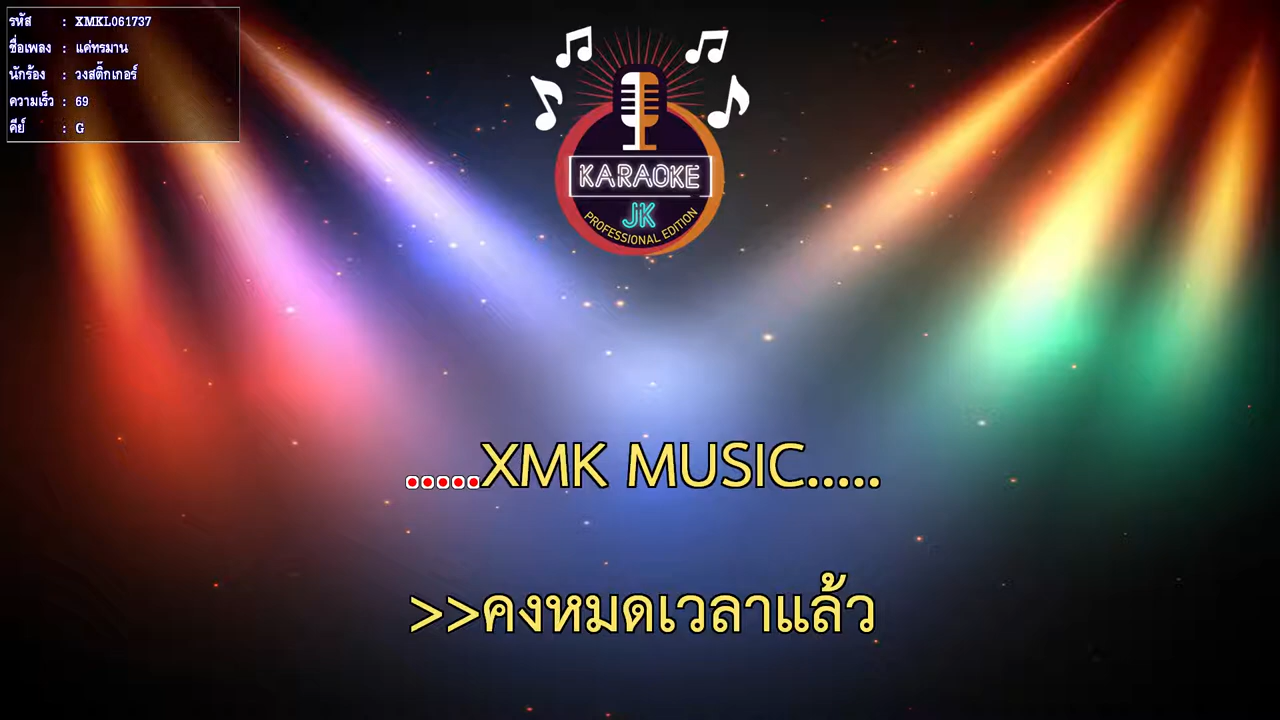 รหัส : XMKL061737
ชื่อเพลง : แค่ทรมาน
นักร้อง : วงสติ๊กเกอร์
ความเร็ว : 69
คีย์ : G
KARAOKE
JK
PROFESSIONAL EDITION
.....XMK MUSIC.....
>>คงหมดเวลาแล้ว